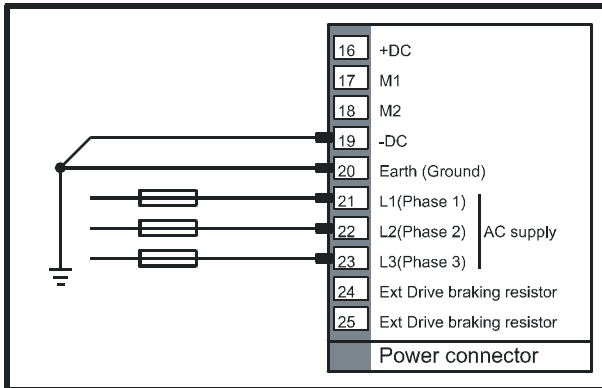 16 +DC
17 M1
18 M2
19 -DC
20 Earth (Ground)
21 L1(Phase 1)
22 L2(Phase 2) AC supply
23 L3(Phase 3)
24 Ext Drive braking resistor
25 Ext Drive braking resistor
Power connector